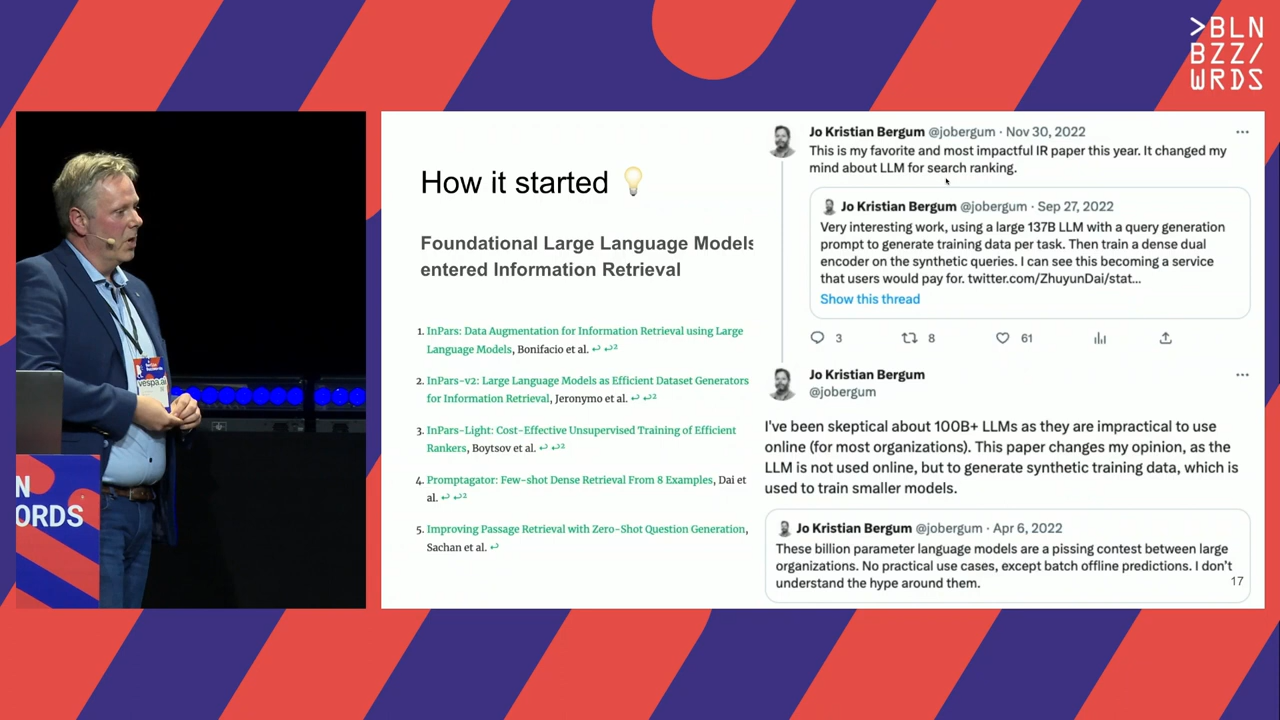 >BLN
BZZ/
WRDS
vespa.ai
N
ORDS
How it started 💡
Foundational Large Language Models
entered Information Retrieval
1. InPars: Data Augmentation for Information Retrieval using Large
Language Models, Bonifacio et al. ↩ ↩2
2. InPars-v2: Large Language Models as Efficient Dataset Generators
for Information Retrieval, Jeronymo et al. ↩ ↩2
3. InPars-Light: Cost-Effective Unsupervised Training of Efficient
Rankers, Boytsov et al. ↩ ↩2
4. Promptagator: Few-shot Dense Retrieval From 8 Examples, Dai et
al. ↩ ↩2
5. Improving Passage Retrieval with Zero-Shot Question Generation,
Sachan et al. ↩
Jo Kristian Bergum @jobergum · Nov 30, 2022
This is my favorite and most impactful IR paper this year. It changed my
mind about LLM for search ranking.
Jo Kristian Bergum @jobergum · Sep 27, 2022
Very interesting work, using a large 137B LLM with a query generation
prompt to generate training data per task. Then train a dense dual
encoder on the synthetic queries. I can see this becoming a service
that users would pay for. twitter.com/ZhuyunDai/stat…
Show this thread
3 8 61
Jo Kristian Bergum
@jobergum
I've been skeptical about 100B+ LLMs as they are impractical to use
online (for most organizations). This paper changes my opinion, as the
LLM is not used online, but to generate synthetic training data, which is
used to train smaller models.
Jo Kristian Bergum @jobergum · Apr 6, 2022
These billion parameter language models are a pissing contest between large
organizations. No practical use cases, except batch offline predictions. I don't
understand the hype around them.
17